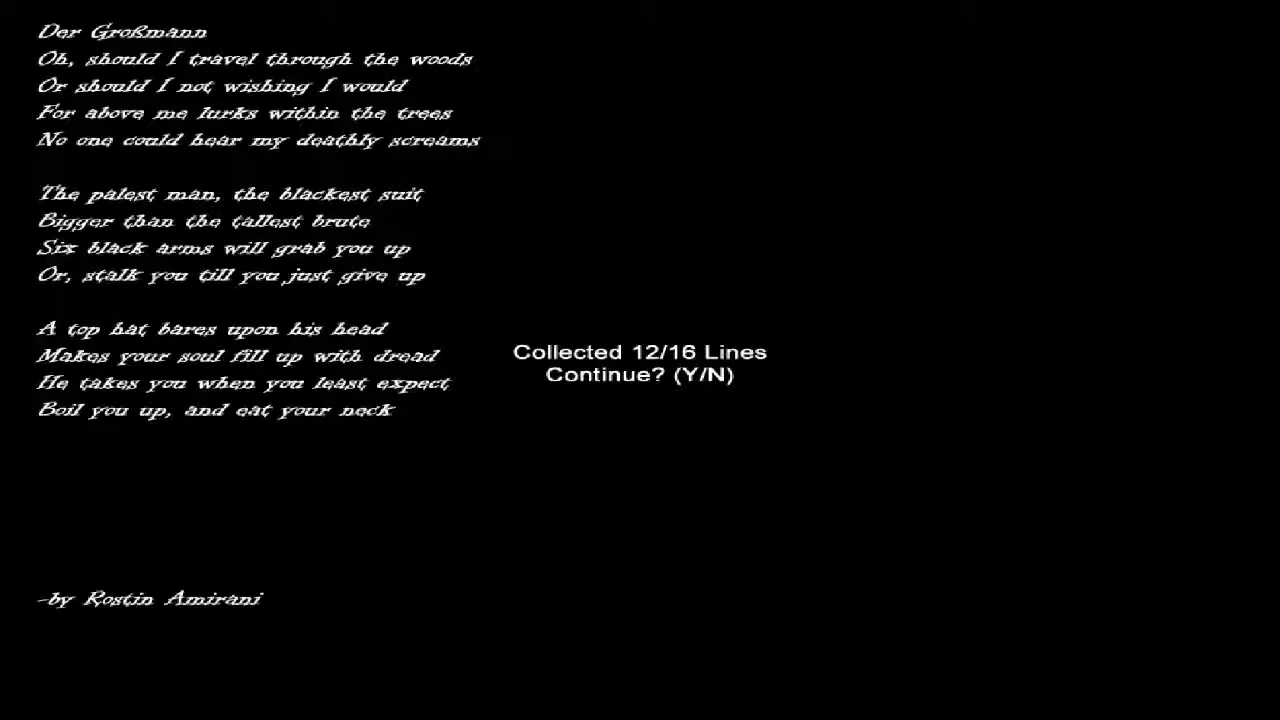 Der Großmann
Oh, should I travel through the woods
Or should I not wishing I would
For above me lurks within the trees
No one could hear my deathly screams
The palest man, the blackest suit
Bigger than the tallest brute
Six black arms will grab you up
Or, stalk you till you just give up
A top hat bares upon his head
Makes your soul fill up with dread
He takes you when you least expect
Boil you up, and eat your neck
Collected 12/16 Lines
Continue? (Y/N)
-by Rostin Amirani